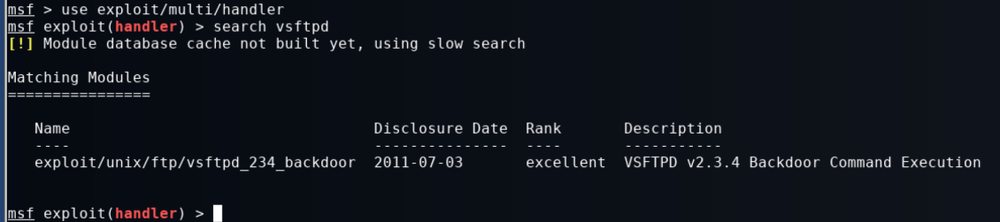 msf > use exploit/multi/handler
msf exploit(handler) > search vsftpd
[!] Module database cache not built yet, using slow search
Matching Modules
================
Name Disclosure Date Rank Description
---- --------------- ---- -----------
exploit/unix/ftp/vsftpd_234_backdoor 2011-07-03 excellent VSFTPD v2.3.4 Backdoor Command Execution
msf exploit(handler) >